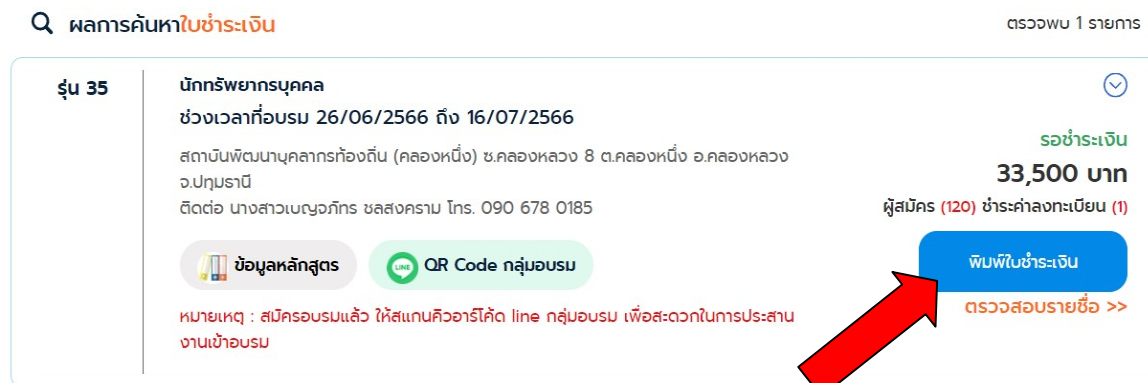 ผลการค้นหาใบชำระเงิน
ตรวจพบ 1 รายการ
รุ่น 35
นักทรัพยากรบุคคล
ช่วงเวลาที่อบรม 26/06/2566 ถึง 16/07/2566
สถาบันพัฒนาบุคลากรท้องถิ่น (คลองหนึ่ง) ซ.คลองหลวง 8 ต.คลองหนึ่ง อ.คลองหลวง
จ.ปทุมธานี
ติดต่อ นางสาวเบญจภัทร ชลสงคราม โทร. 090 678 0185
รอชำระเงิน
33,500 บาท
ผู้สมัคร (120) ชำระค่าลงทะเบียน (1)
ข้อมูลหลักสูตร
LINE
QR Code กลุ่มอบรม
พิมพ์ใบชำระเงิน
ตรวจสอบรายชื่อ >>
หมายเหตุ : สมัครอบรมแล้ว ให้สแกนคิวอาร์โค้ด line กลุ่มอบรม เพื่อสะดวกในการประสาน
งานเข้าอบรม